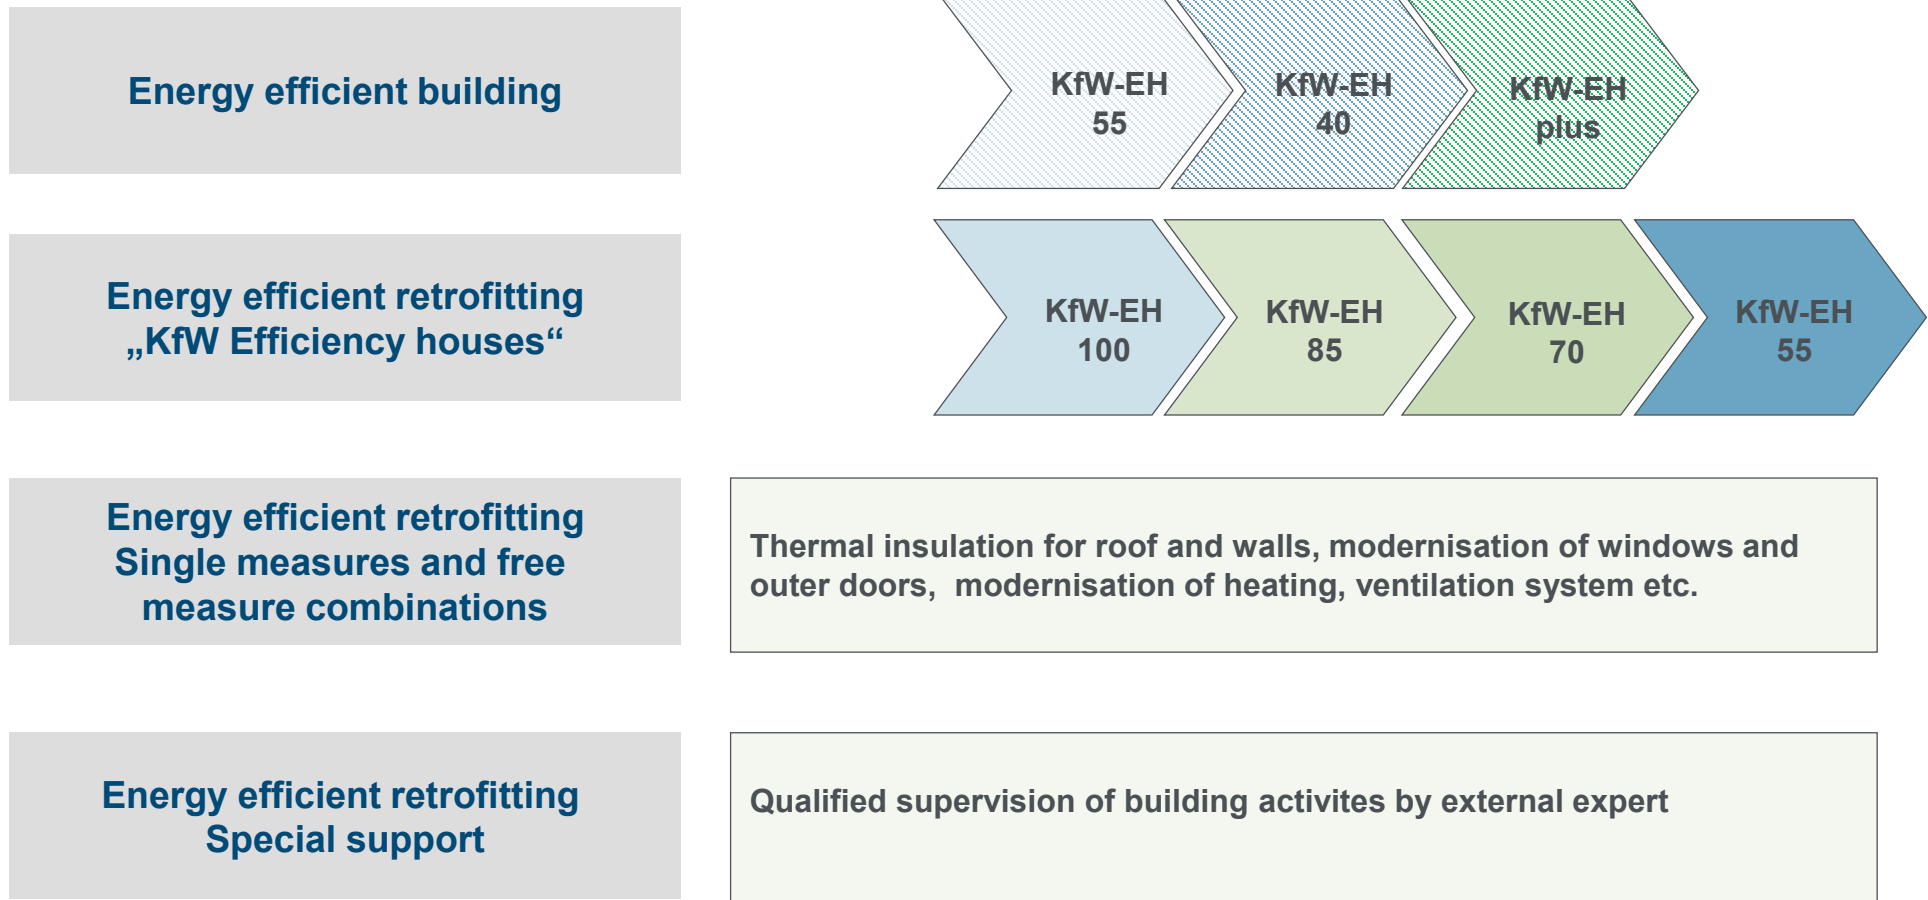 Energy efficient building
KfW-EH
55
KfW-EH
40
KfW-EH
plus
Energy efficient retrofitting
„KfW Efficiency houses“
KfW-EH
100
KfW-EH
85
KfW-EH
70
KfW-EH
55
Energy efficient retrofitting
Single measures and free
measure combinations
Thermal insulation for roof and walls, modernisation of windows and
outer doors,  modernisation of heating, ventilation system etc.
Energy efficient retrofitting
Special support
Qualified supervision of building activites by external expert